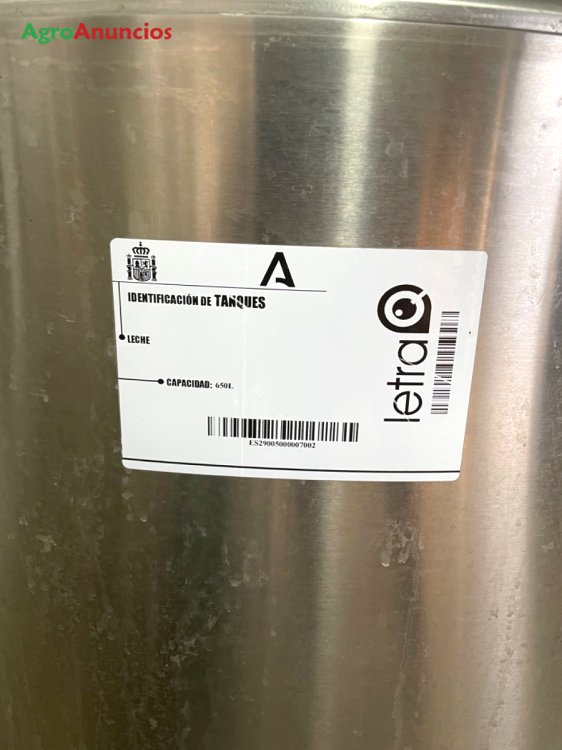 AgroAnuncios
IDENTIFICACIÓN DE TANQUES
LECHE
CAPACIDAD: 650L
ES29005000007002
letra Q